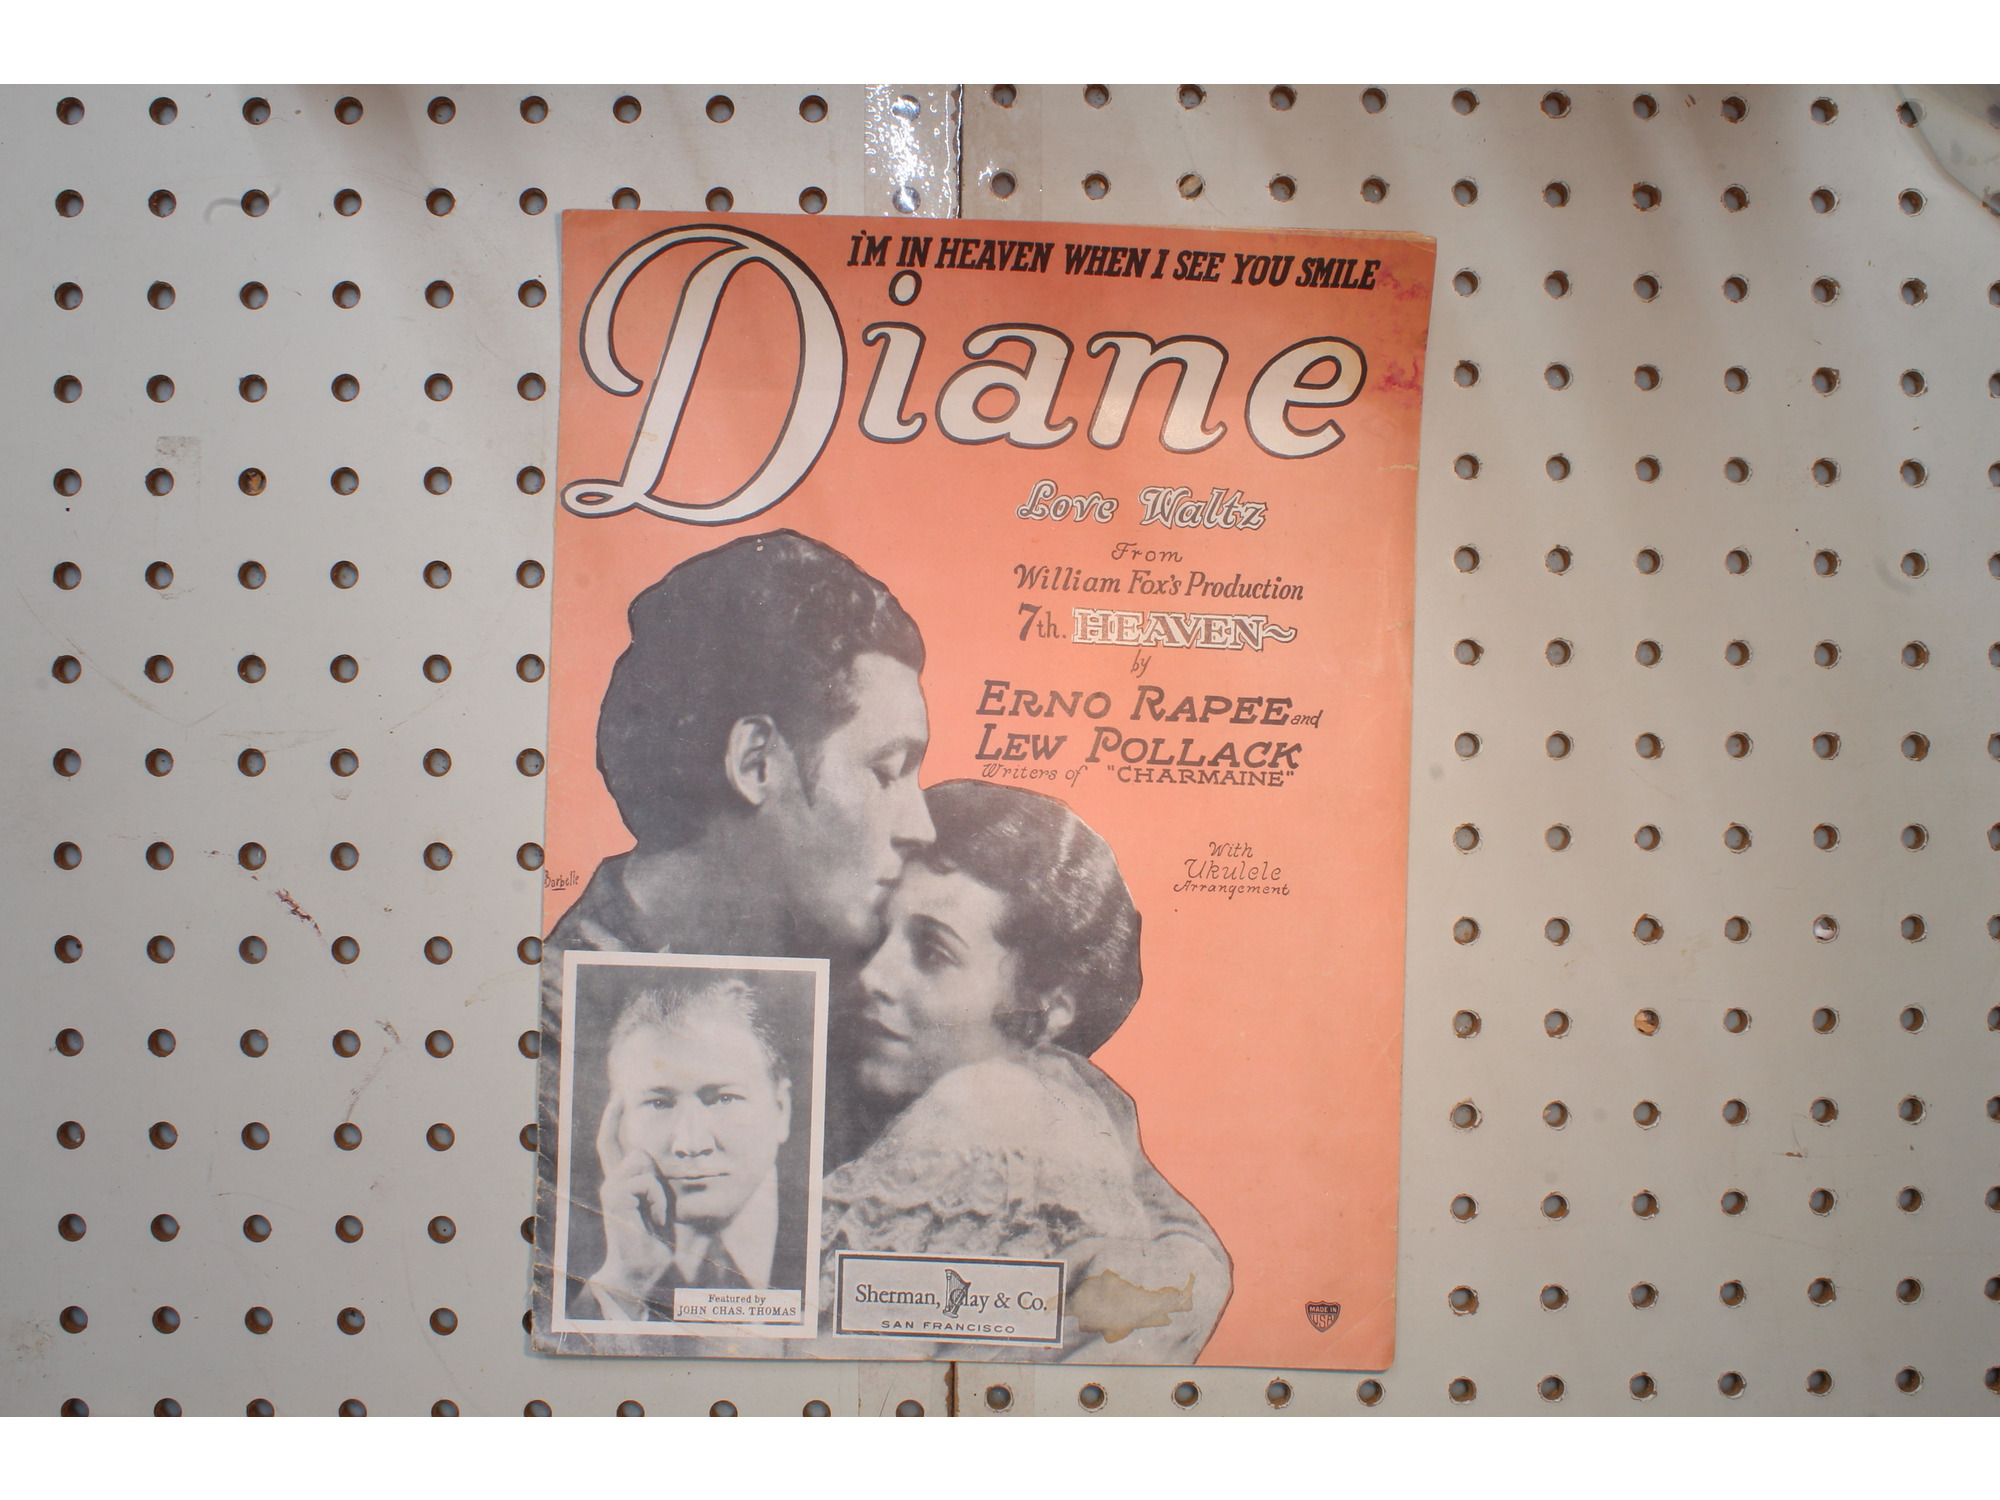 I'M IN HEAVEN WHEN I SEE YOU SMILE
Diane
Love Waltz
From
William Fox's Production
7th. HEAVEN~
by
ERNO RAPEE and
LEW POLLACK
Writers of "CHARMAINE"
With
Ukulele
Arrangement
Barbelle
Featured by
JOHN CHAS. THOMAS
Sherman, Clay & Co.
SAN FRANCISCO
MADE IN
USA